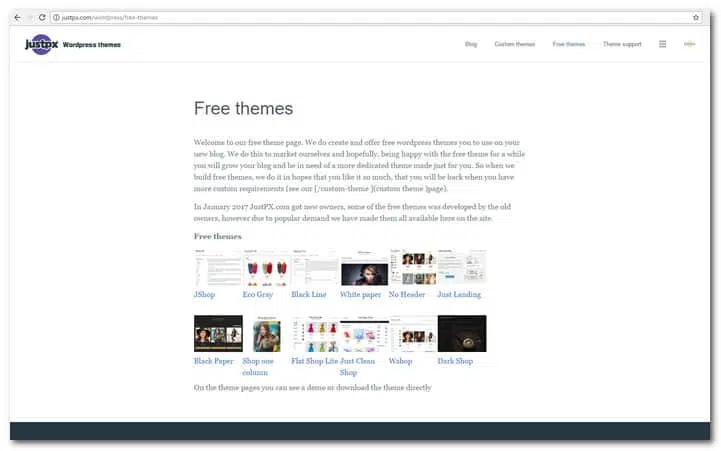 justpx.com/wordpress/free-themes
justpx Wordpress themes
Blog Custom themes Free themes Theme support
Free themes
Welcome to our free theme page. We do create and offer free wordpress themes you to use on your
new blog. We do this to market ourselves and hopefully, being happy with the free theme for a while
you will grow your blog and be in need of a more dedicated theme made just for you. So when we
build free themes, we do it in hopes that you like it so much, that you will be back when you have
more custom requirements (see our [/custom-theme ](custom theme )page).
In January 2017 JustPX.com got new owners, some of the free themes was developed by the old
owners, however due to popular demand we have made them all available here on the site.
Free themes
JShop Eco Gray Black Line White paper No Header Just Landing
Black Paper Shop one Flat Shop Lite Just Clean Wahop Dark Shop
column Shop
On the theme pages you can see a demo or download the theme directly